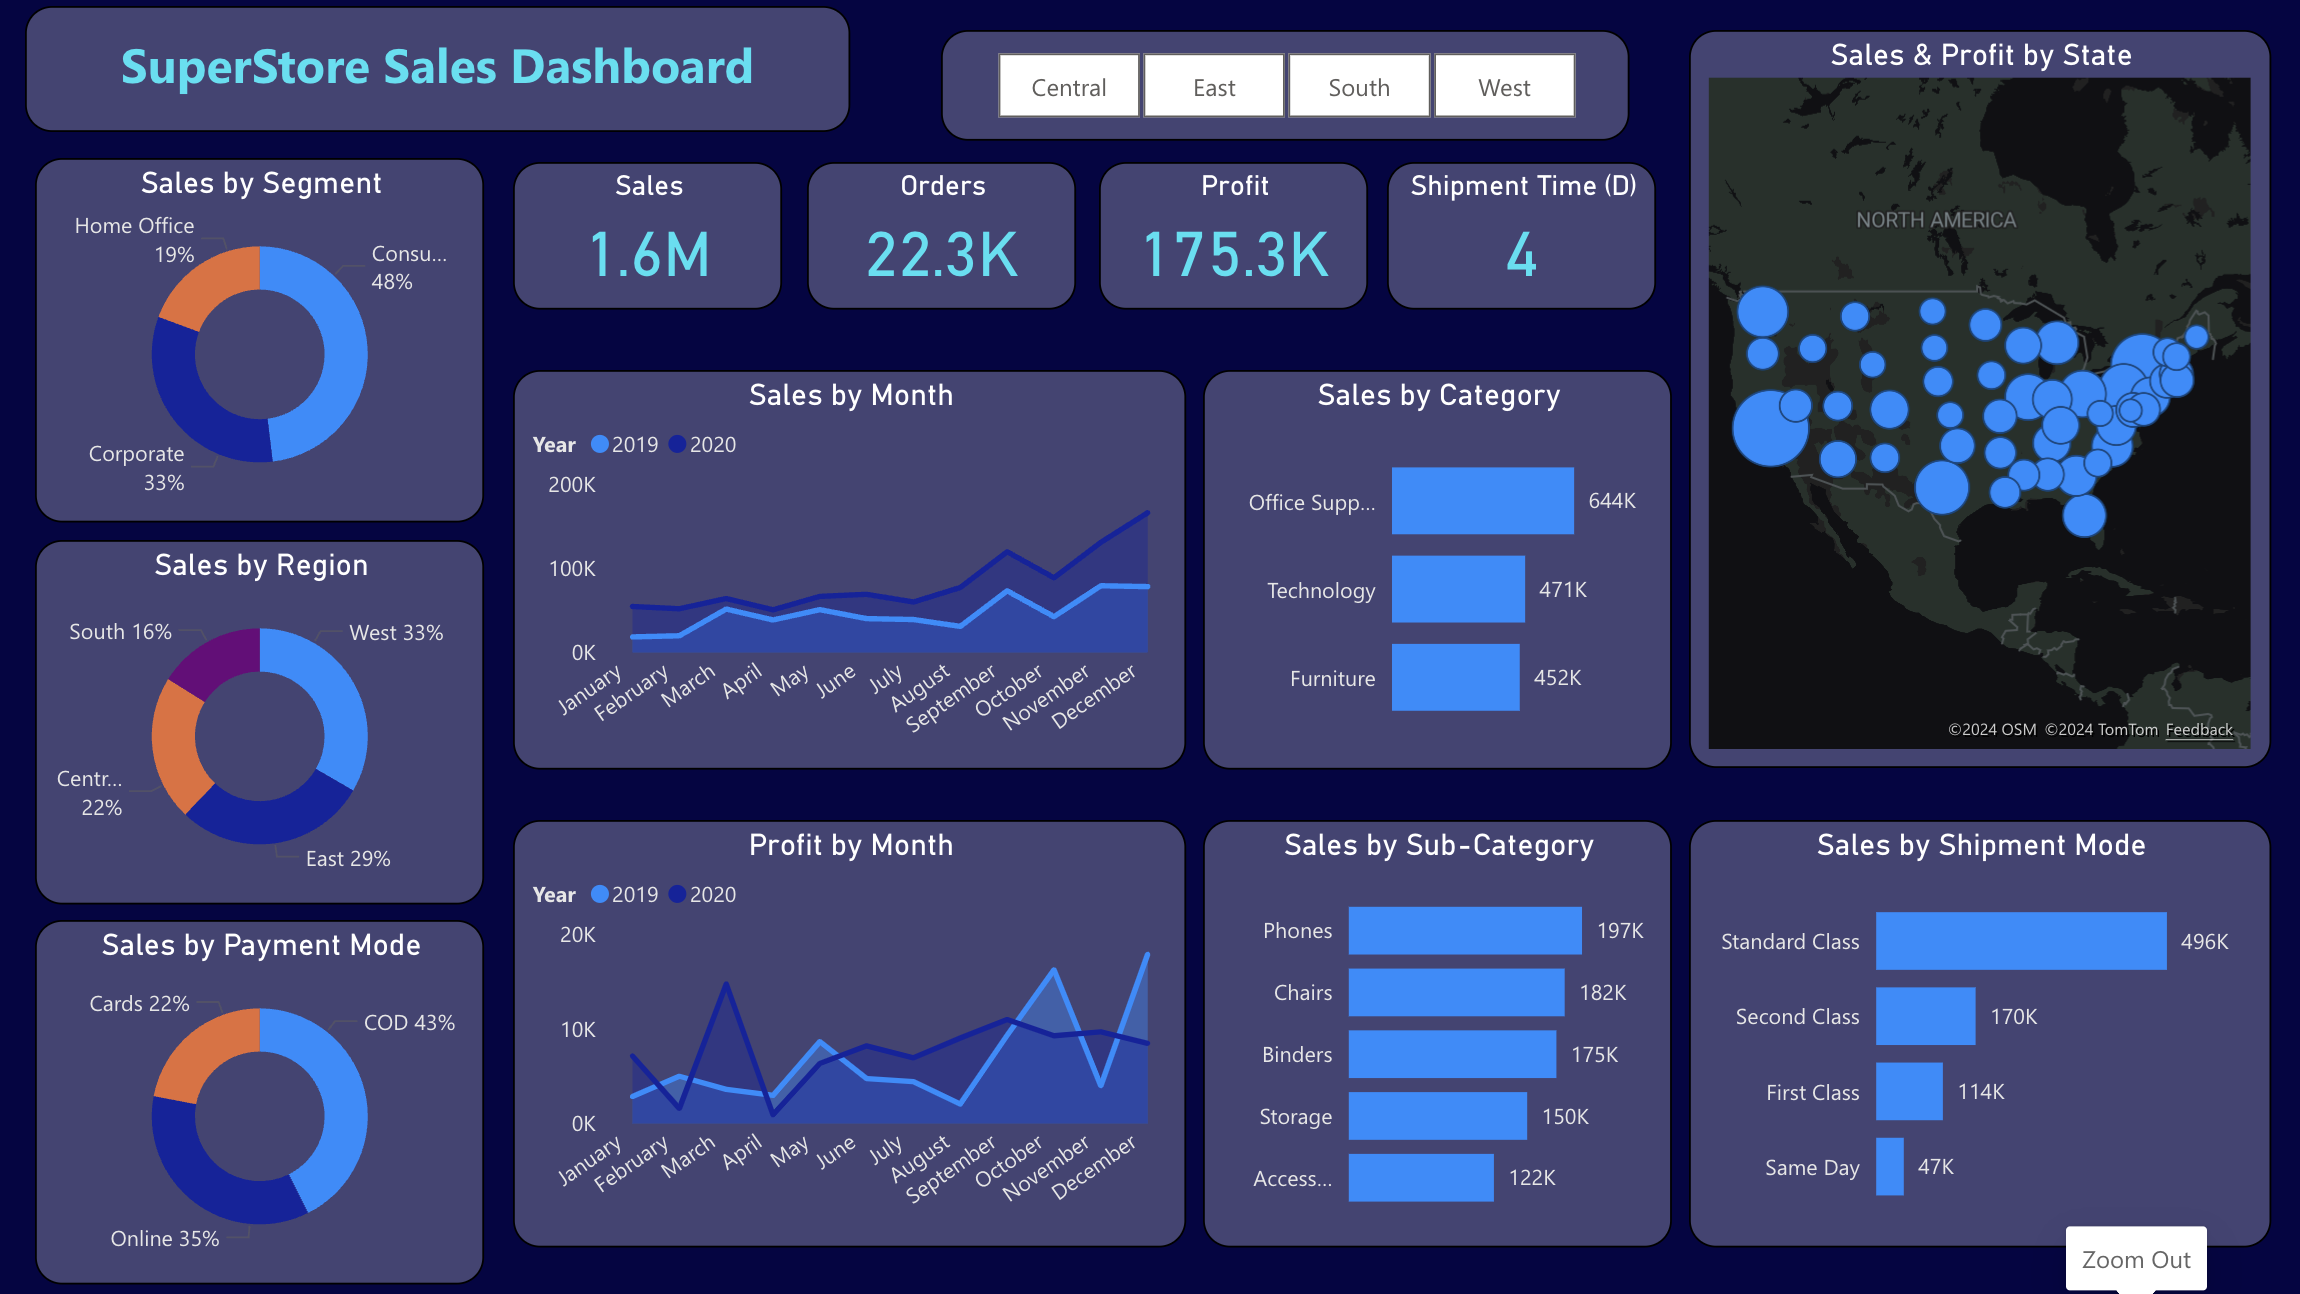 SuperStore Sales Dashboard
Central
East
South
West
Sales & Profit by State
NORTH AMERICA
©2024 OSM ©2024 TomTom Feedback
Sales by Segment
Home Office
19%
Consu...
48%
Corporate
33%
Sales
1.6M
Orders
22.3K
Profit
175.3K
Shipment Time (D)
4
Sales by Month
Year 2019 2020
200K
100K
0K
January
February
March
April
May
June
July
August
September
October
November
December
Sales by Category
Office Supp... 644K
Technology 471K
Furniture 452K
Sales by Region
South 16%
West 33%
Centr...
22%
East 29%
Sales by Payment Mode
Cards 22%
COD 43%
Online 35%
Profit by Month
Year 2019 2020
20K
10K
0K
January
February
March
April
May
June
July
August
September
October
November
December
Sales by Sub-Category
Phones 197K
Chairs 182K
Binders 175K
Storage 150K
Access... 122K
Sales by Shipment Mode
Standard Class 496K
Second Class 170K
First Class 114K
Same Day 47K
Zoom Out